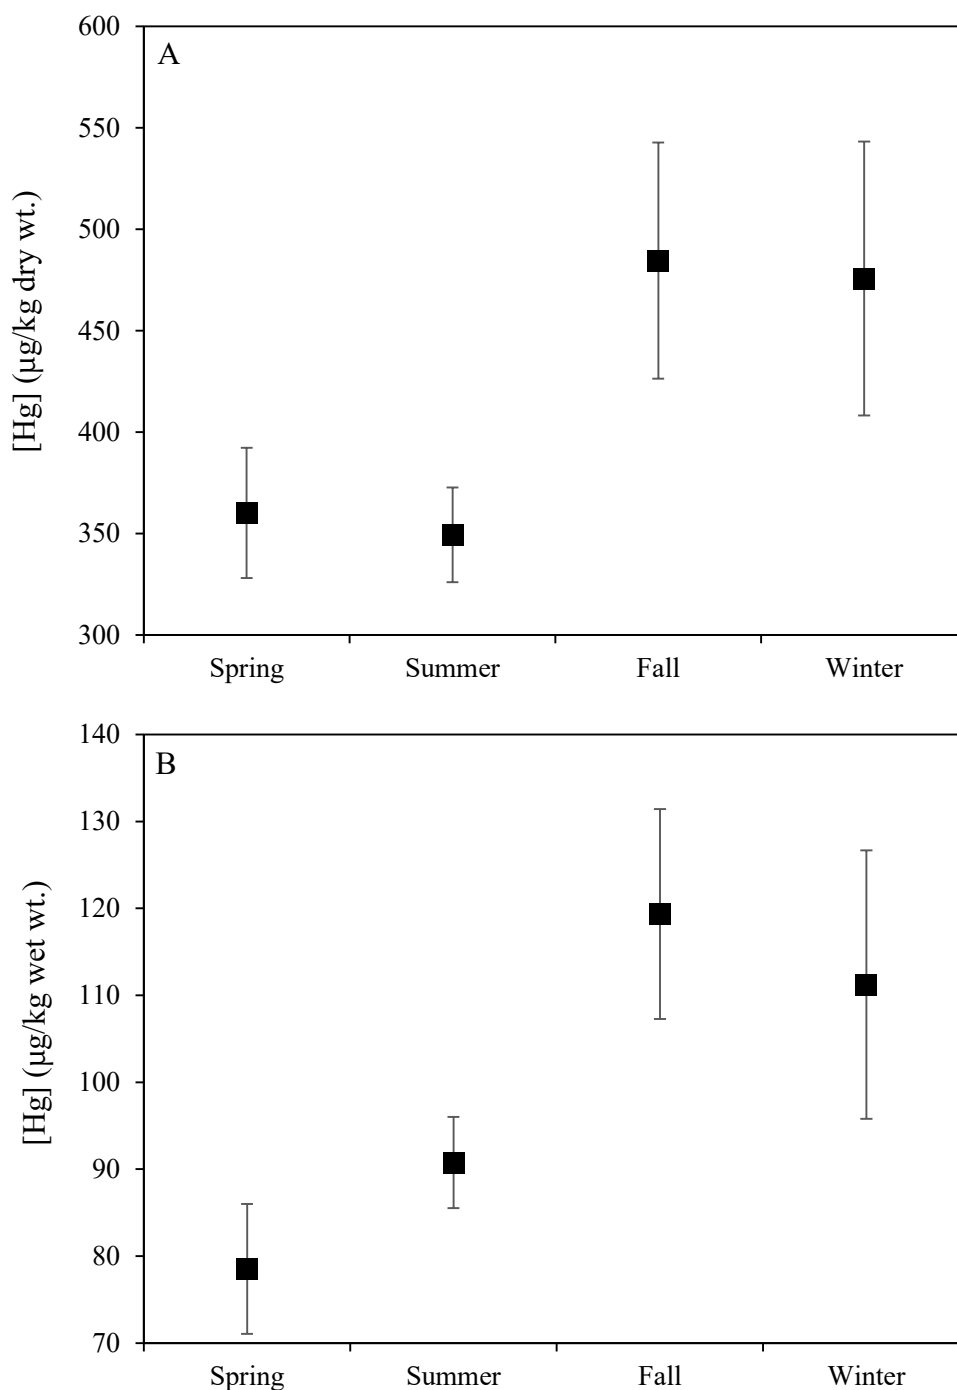 A
[Hg] (µg/kg dry wt.)
600
550
500
450
400
350
300
Spring Summer Fall Winter
B
[Hg] (µg/kg wet wt.)
140
130
120
110
100
90
80
70
Spring Summer Fall Winter